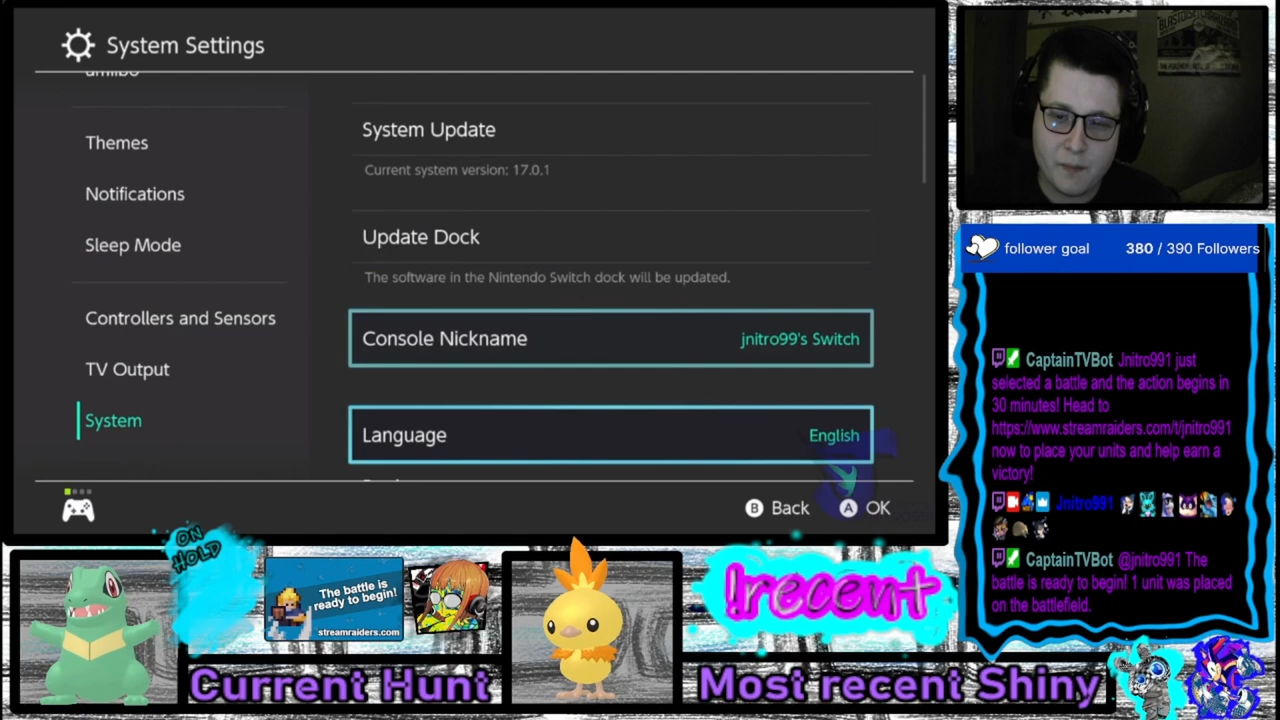 System Settings
amiibo
Themes
Notifications
Sleep Mode
Controllers and Sensors
TV Output
System
System Update
Current system version: 17.0.1
Update Dock
The software in the Nintendo Switch dock will be updated.
Console Nickname jnitro99's Switch
Language English
B Back A OK
follower goal 380 / 390 Followers
CaptainTVBot Jnitro991 just
selected a battle and the action begins in
30 minutes! Head to
https://www.streamraiders.com/t/jnitro991
now to place your units and help earn a
victory!
Jnitro991
CaptainTVBot @jnitro991 The
battle is ready to begin! 1 unit was placed
on the battlefield.
ON
HOLD
The battle is
ready to begin!
streamraiders.com
!recent
Current Hunt
Most recent Shiny